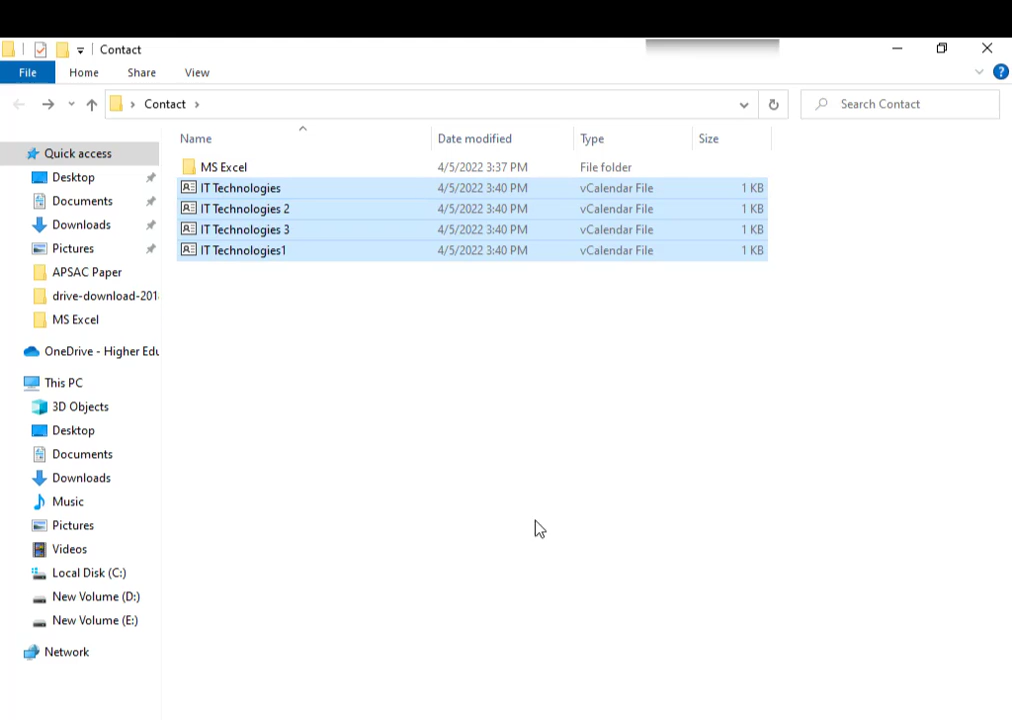 Contact
File Home Share View
Contact
Search Contact
Name Date modified Type Size
Quick access
Desktop
Documents
Downloads
Pictures
APSAC Paper
drive-download-201
MS Excel
OneDrive - Higher Edu
This PC
3D Objects
Desktop
Documents
Downloads
Music
Pictures
Videos
Local Disk (C:)
New Volume (D:)
New Volume (E:)
Network
MS Excel 4/5/2022 3:37 PM File folder
IT Technologies 4/5/2022 3:40 PM vCalendar File 1 KB
IT Technologies 2 4/5/2022 3:40 PM vCalendar File 1 KB
IT Technologies 3 4/5/2022 3:40 PM vCalendar File 1 KB
IT Technologies1 4/5/2022 3:40 PM vCalendar File 1 KB